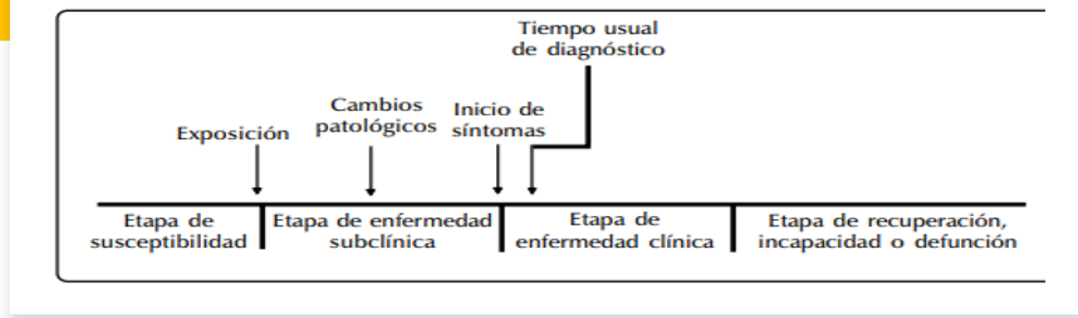 Tiempo usual
de diagnóstico
Cambios
patológicos
Inicio de
síntomas
Exposición
Etapa de
susceptibilidad
Etapa de enfermedad
subclínica
Etapa de
enfermedad clínica
Etapa de recuperación,
incapacidad o defunción